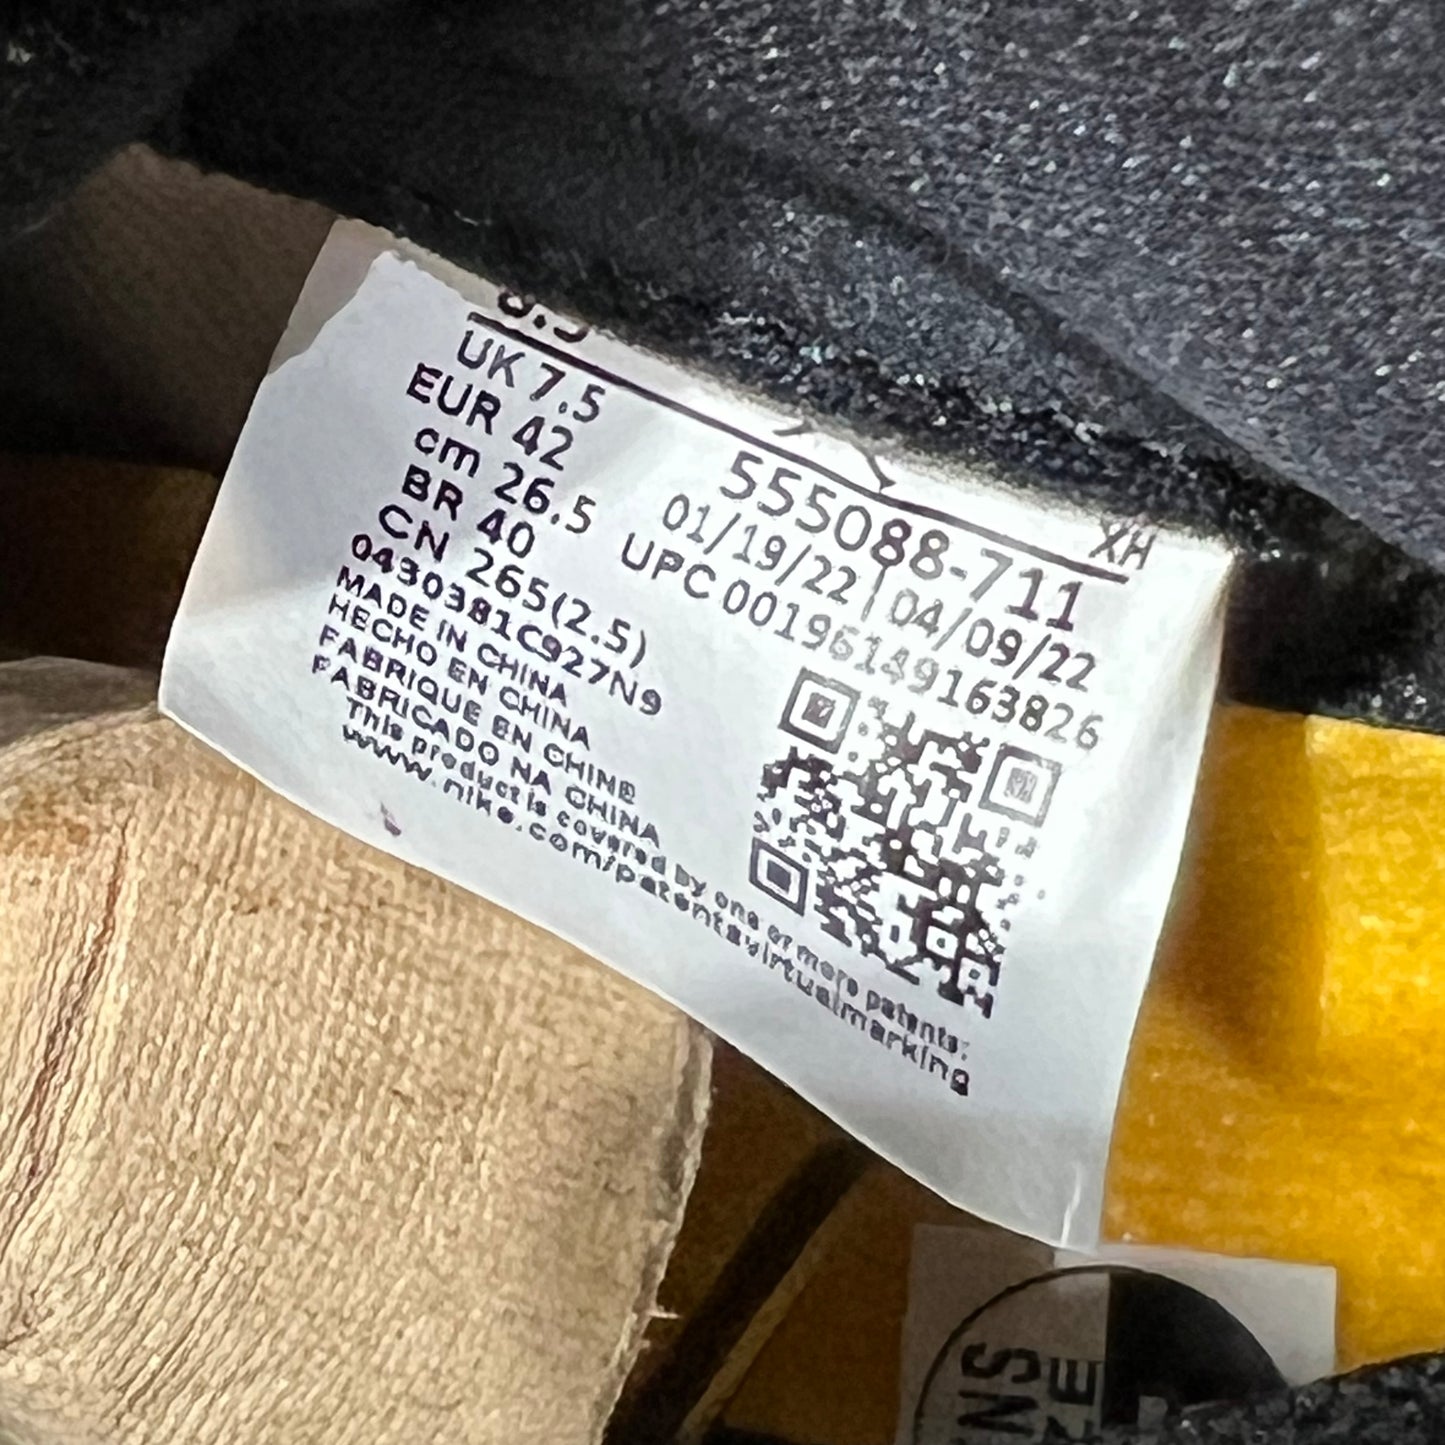 8.5
UK 7.5
EUR 42
cm 26.5
BR 40
CN 265(2.5)
0430381C927N9
MADE IN CHINA
HECHO EN CHINA
FABRIQUE EN CHINE
FABRICADO NA CHINA
This product is covered by one or more patents:
www.nike.com/patentsvirtualmarking
XH
555088-711
01/19/22 | 04/09/22
UPC 00196149163826